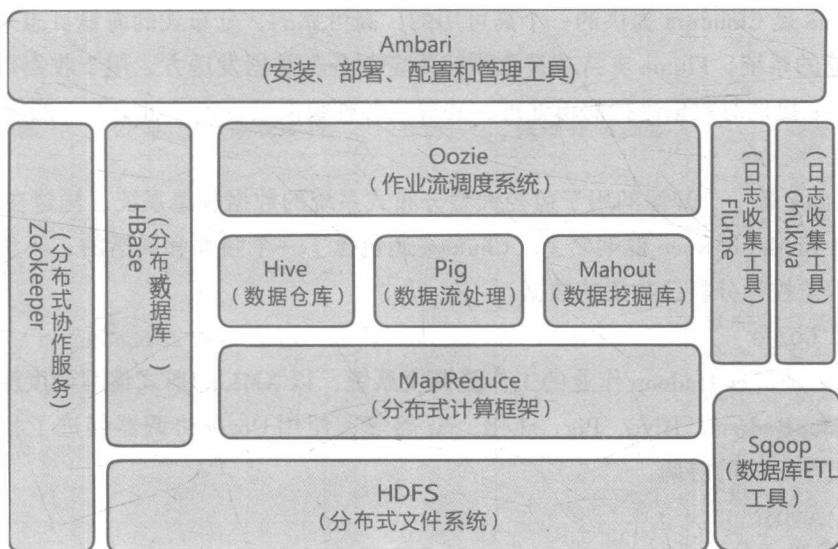 Ambari
(安装、部署、配置和管理工具)
Zookeeper
(分布式协作服务)
HBase
(分布式数据库)
Oozie
(作业流调度系统)
Hive
(数据仓库)
Pig
(数据流处理)
Mahout
(数据挖掘库)
MapReduce
(分布式计算框架)
Flume
(日志收集工具)
Chukwa
(日志收集工具)
HDFS
(分布式文件系统)
Sqoop
(数据库ETL
工具)